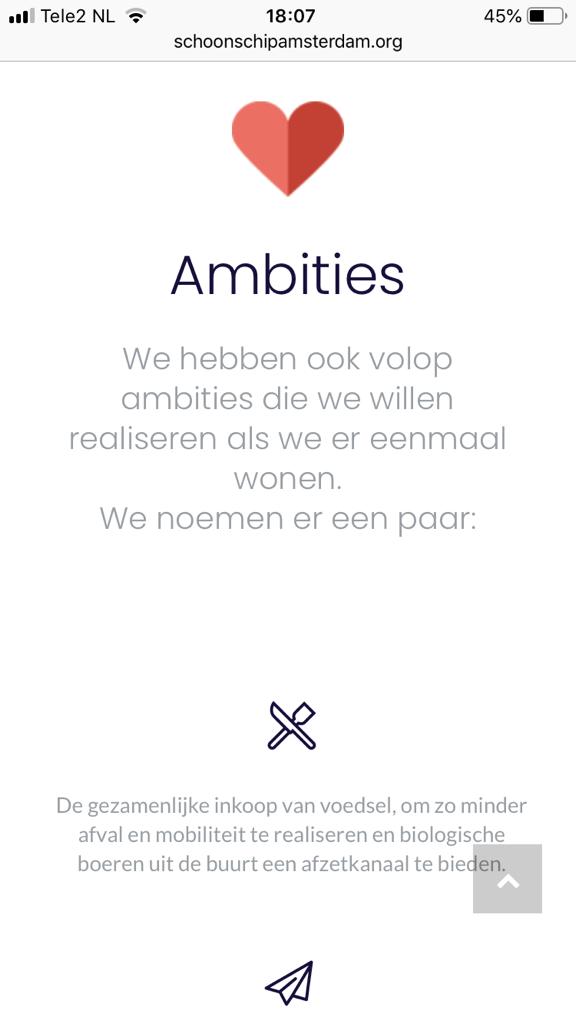 Tele2 NL 18:07 45%
schoonschipamsterdam.org
Ambities
We hebben ook volop
ambities die we willen
realiseren als we er eenmaal
wonen.
We noemen er een paar:
De gezamenlijke inkoop van voedsel, om zo minder
afval en mobiliteit te realiseren en biologische
boeren uit de buurt een afzetkanaal te bieden.